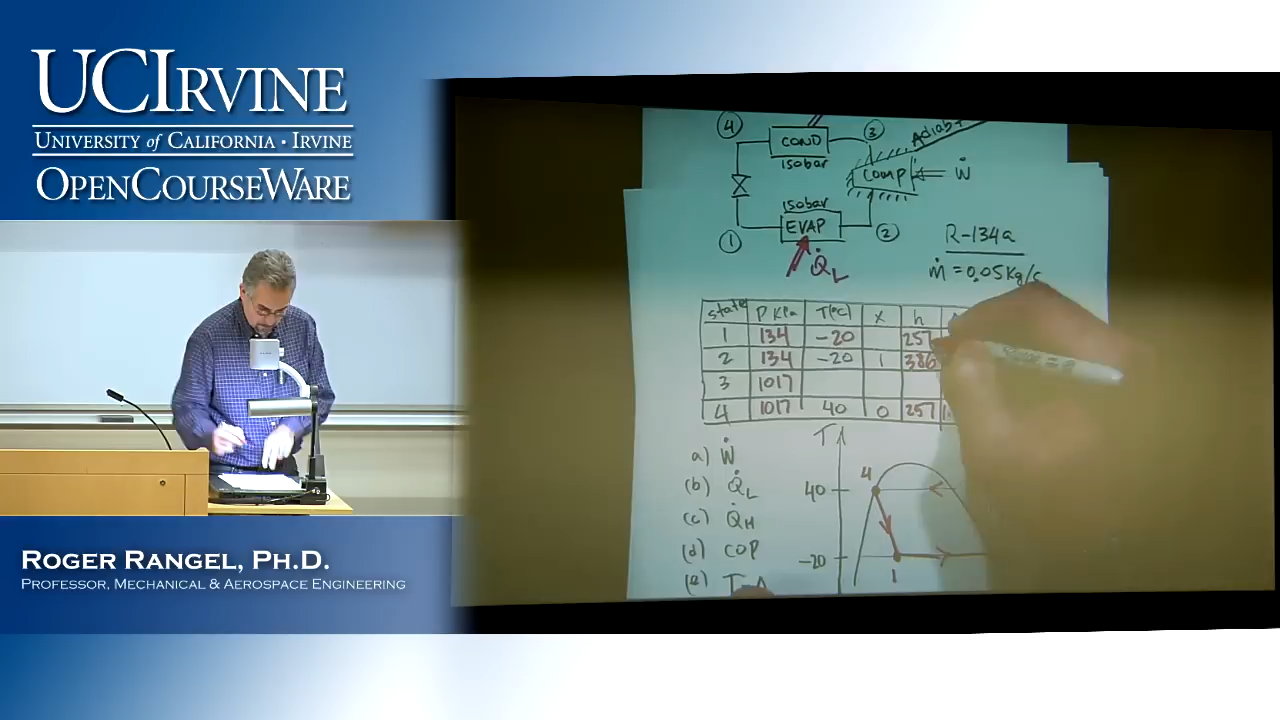 UCIRVINE
UNIVERSITY of CALIFORNIA · IRVINE
OPENCOURSEWARE
ROGER RANGEL, PH.D.
PROFESSOR, MECHANICAL & AEROSPACE ENGINEERING
4 COND 3
isobar
COMP Ẇ
isobar
1 EVAP 2
Q̇L
R-134a
ṁ = 0.05 Kg/s
state P KPa T(°C) x h
1 134 -20 257
2 134 -20 1 386
3 1017
4 1017 40 0 257
a) Ẇ
(b) Q̇L
(c) Q̇H
(d) COP
(e) T-
T
4
40
-20
1